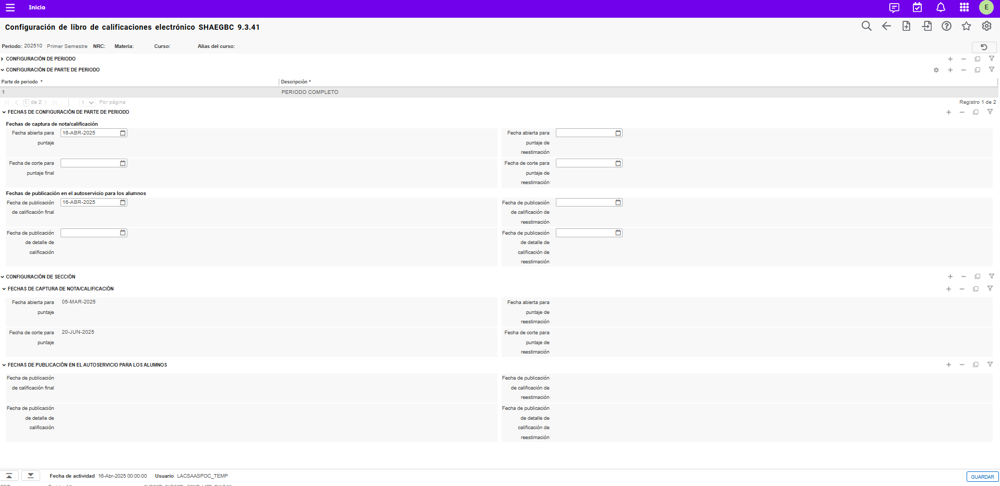 Inicio
E
Configuración de libro de calificaciones electrónico SHAEGBC 9.3.41
Periodo: 202510 Primer Semestre NRC: Materia: Curso: Alias del curso:
CONFIGURACIÓN DE PERIODO
CONFIGURACIÓN DE PARTE DE PERIODO
Parte de periodo * Descripción *
1 PERIODO COMPLETO
1 de 2 1 Por página Registro 1 de 2
FECHAS DE CONFIGURACIÓN DE PARTE DE PERIODO
Fechas de captura de nota/calificación
Fecha abierta para 16-ABR-2025 Fecha abierta para
puntaje puntaje de
reestimación
Fecha de corte para Fecha de corte para
puntaje final puntaje de
reestimación
Fechas de publicación en el autoservicio para los alumnos
Fecha de publicación 16-ABR-2025 Fecha de publicación
de calificación final de calificación de
reestimación
Fecha de publicación Fecha de publicación
de detalle de de detalle de
calificación calificación de
reestimación
CONFIGURACIÓN DE SECCIÓN
FECHAS DE CAPTURA DE NOTA/CALIFICACIÓN
Fecha abierta para 05-MAR-2025 Fecha abierta para
puntaje puntaje de
reestimación
Fecha de corte para 20-JUN-2025 Fecha de corte para
puntaje puntaje de
reestimación
FECHAS DE PUBLICACIÓN EN EL AUTOSERVICIO PARA LOS ALUMNOS
Fecha de publicación Fecha de publicación
de calificación final de calificación de
reestimación
Fecha de publicación Fecha de publicación
de detalle de de detalle de
calificación calificación de
reestimación
Fecha de actividad 16-Abr-2025 00:00:00 Usuario LACSAASPOC_TEMP GUARDAR